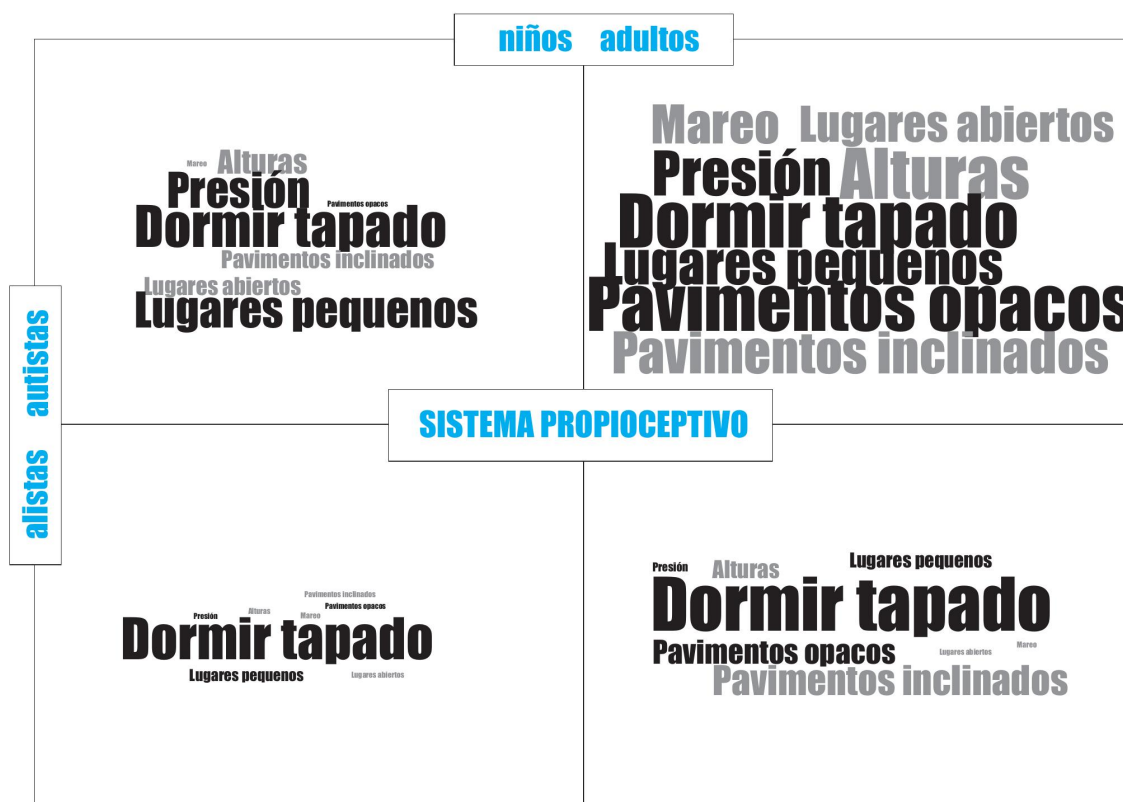 niños adultos
autistas
alistas
SISTEMA PROPIOCEPTIVO
Mareo Alturas
Presión
Pavimentos opacos
Dormir tapado
Pavimentos inclinados
Lugares abiertos
Lugares pequenos
Mareo Lugares abiertos
Presión Alturas
Dormir tapado
Lugares pequenos
Pavimentos opacos
Pavimentos inclinados
Pavimentos inclinados
Pavimentos opacos
Presión Alturas Mareo
Dormir tapado
Lugares pequenos Lugares abiertos
Lugares pequenos
Presión Alturas
Dormir tapado
Pavimentos opacos Lugares abiertos Mareo
Pavimentos inclinados